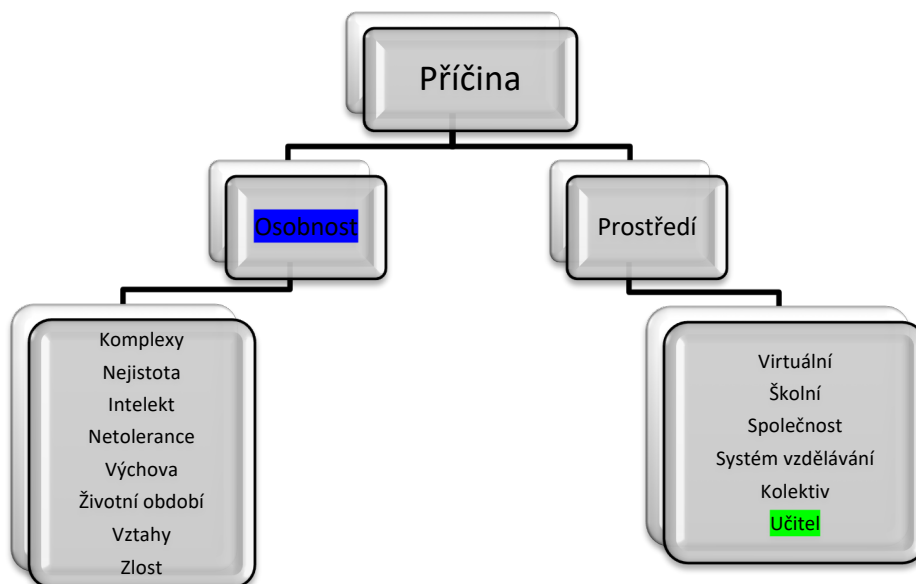 Příčina
Osobnost
Prostředí
Komplexy
Nejistota
Intelekt
Netolerance
Výchova
Životní období
Vztahy
Zlost
Virtuální
Školní
Společnost
Systém vzdělávání
Kolektiv
Učitel